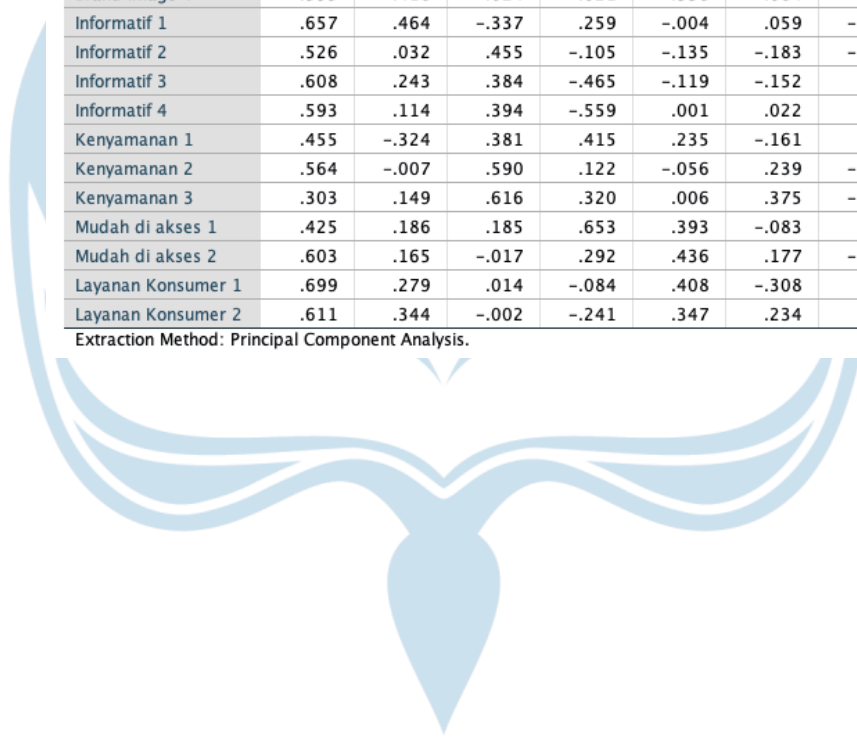 Informatif 1 .657 .464 -.337 .259 -.004 .059 -
Informatif 2 .526 .032 .455 -.105 -.135 -.183 -
Informatif 3 .608 .243 .384 -.465 -.119 -.152
Informatif 4 .593 .114 .394 -.559 .001 .022
Kenyamanan 1 .455 -.324 .381 .415 .235 -.161
Kenyamanan 2 .564 -.007 .590 .122 -.056 .239 -
Kenyamanan 3 .303 .149 .616 .320 .006 .375 -
Mudah di akses 1 .425 .186 .185 .653 .393 -.083
Mudah di akses 2 .603 .165 -.017 .292 .436 .177 -
Layanan Konsumer 1 .699 .279 .014 -.084 .408 -.308
Layanan Konsumer 2 .611 .344 -.002 -.241 .347 .234
Extraction Method: Principal Component Analysis.